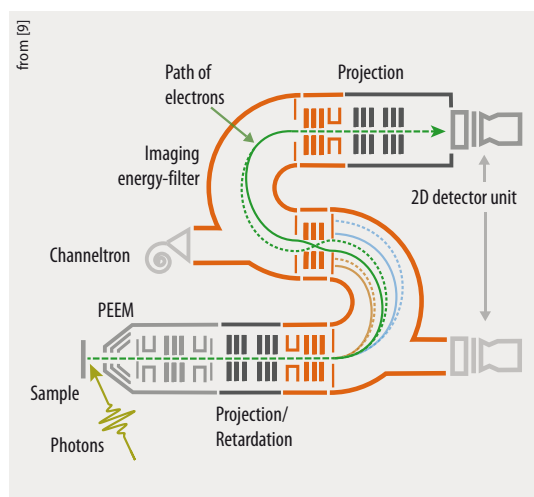 from [9]
Path of
electrons
Projection
Imaging
energy-filter
2D detector unit
Channeltron
PEEM
Sample
Projection/
Retardation
Photons